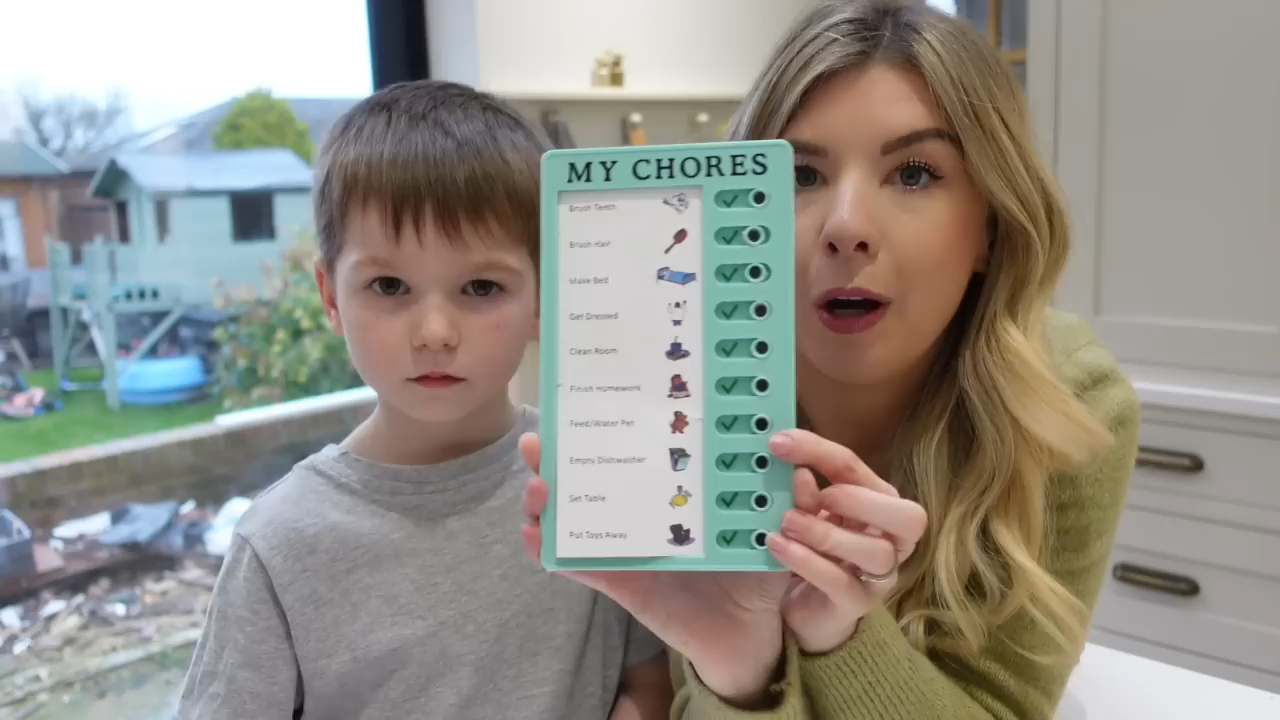 MY CHORES
Brush Teeth
Brush Hair
Make Bed
Get Dressed
Clean Room
Finish Homework
Feed/Water Pet
Empty Dishwasher
Set Table
Put Toys Away